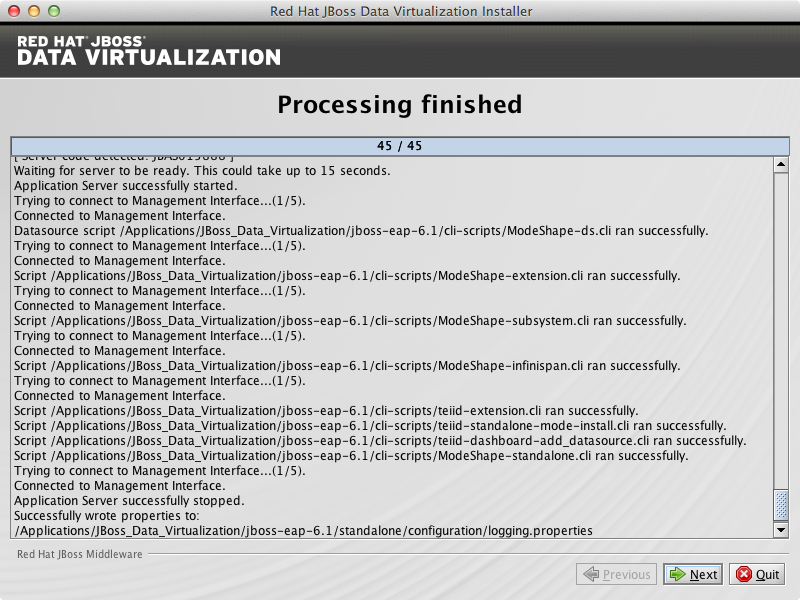 Red Hat JBoss Data Virtualization Installer
RED HAT® JBOSS®
DATA VIRTUALIZATION
Processing finished
45 / 45
[ Server code detected: JBAS015888 ]
Waiting for server to be ready. This could take up to 15 seconds.
Application Server successfully started.
Trying to connect to Management Interface...(1/5).
Connected to Management Interface.
Datasource script /Applications/JBoss_Data_Virtualization/jboss-eap-6.1/cli-scripts/ModeShape-ds.cli ran successfully.
Trying to connect to Management Interface...(1/5).
Connected to Management Interface.
Script /Applications/JBoss_Data_Virtualization/jboss-eap-6.1/cli-scripts/ModeShape-extension.cli ran successfully.
Trying to connect to Management Interface...(1/5).
Connected to Management Interface.
Script /Applications/JBoss_Data_Virtualization/jboss-eap-6.1/cli-scripts/ModeShape-subsystem.cli ran successfully.
Trying to connect to Management Interface...(1/5).
Connected to Management Interface.
Script /Applications/JBoss_Data_Virtualization/jboss-eap-6.1/cli-scripts/ModeShape-infinispan.cli ran successfully.
Trying to connect to Management Interface...(1/5).
Connected to Management Interface.
Script /Applications/JBoss_Data_Virtualization/jboss-eap-6.1/cli-scripts/teiid-extension.cli ran successfully.
Script /Applications/JBoss_Data_Virtualization/jboss-eap-6.1/cli-scripts/teiid-standalone-mode-install.cli ran successfully.
Script /Applications/JBoss_Data_Virtualization/jboss-eap-6.1/cli-scripts/teiid-dashboard-add_datasource.cli ran successfully.
Script /Applications/JBoss_Data_Virtualization/jboss-eap-6.1/cli-scripts/ModeShape-standalone.cli ran successfully.
Trying to connect to Management Interface...(1/5).
Connected to Management Interface.
Application Server successfully stopped.
Successfully wrote properties to:
/Applications/JBoss_Data_Virtualization/jboss-eap-6.1/standalone/configuration/logging.properties
Red Hat JBoss Middleware
Previous Next Quit